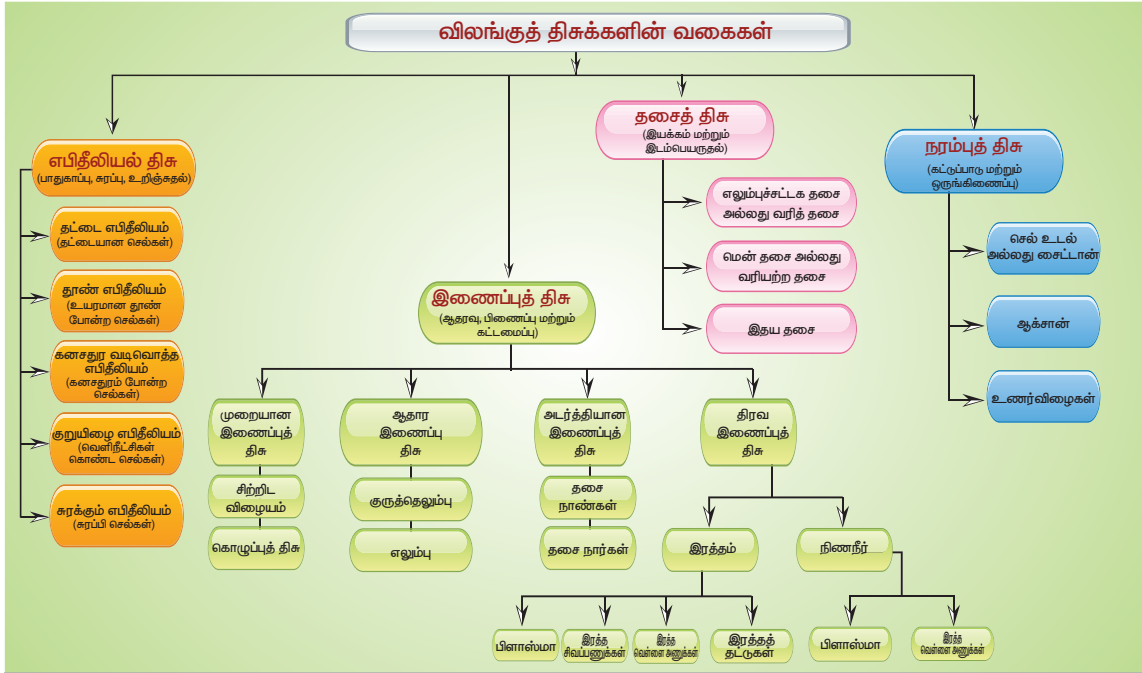 விலங்குத் திசுக்களின் வகைகள்
எபிதீலியல் திசு
(பாதுகாப்பு, சுரப்பு, உறிஞ்சுதல்)
தட்டை எபிதீலியம்
(தட்டையான செல்கள்)
தூண் எபிதீலியம்
(உயரமான தூண்
போன்ற செல்கள்)
கனசதுர வடிவொத்த
எபிதீலியம்
(கனசதுரம் போன்ற
செல்கள்)
குறுயிழை எபிதீலியம்
(வெளிநீட்சிகள்
கொண்ட செல்கள்)
சுரக்கும் எபிதீலியம்
(சுரப்பி செல்கள்)
இணைப்புத் திசு
(ஆதரவு, பிணைப்பு மற்றும்
கட்டமைப்பு)
முறையான
இணைப்புத்
திசு
சிற்றிட
விழையம்
கொழுப்புத் திசு
ஆதார
இணைப்பு
திசு
குருத்தெலும்பு
எலும்பு
அடர்த்தியான
இணைப்புத்
திசு
தசை
நாண்கள்
தசை நார்கள்
திரவ
இணைப்புத்
திசு
இரத்தம்
பிளாஸ்மா
இரத்த
சிவப்பணுக்கள்
இரத்த
வெள்ளை அணுக்கள்
இரத்தத்
தட்டுகள்
நிணநீர்
பிளாஸ்மா
இரத்த
வெள்ளை அணுக்கள்
தசைத் திசு
(இயக்கம் மற்றும்
இடம்பெயருதல்)
எலும்புச்சட்டக தசை
அல்லது வரித் தசை
மென் தசை அல்லது
வரியற்ற தசை
இதய தசை
நரம்புத் திசு
(கட்டுப்பாடு மற்றும்
ஒருங்கிணைப்பு)
செல் உடல்
அல்லது சைட்டான்
ஆக்சான்
உணர்விழைகள்